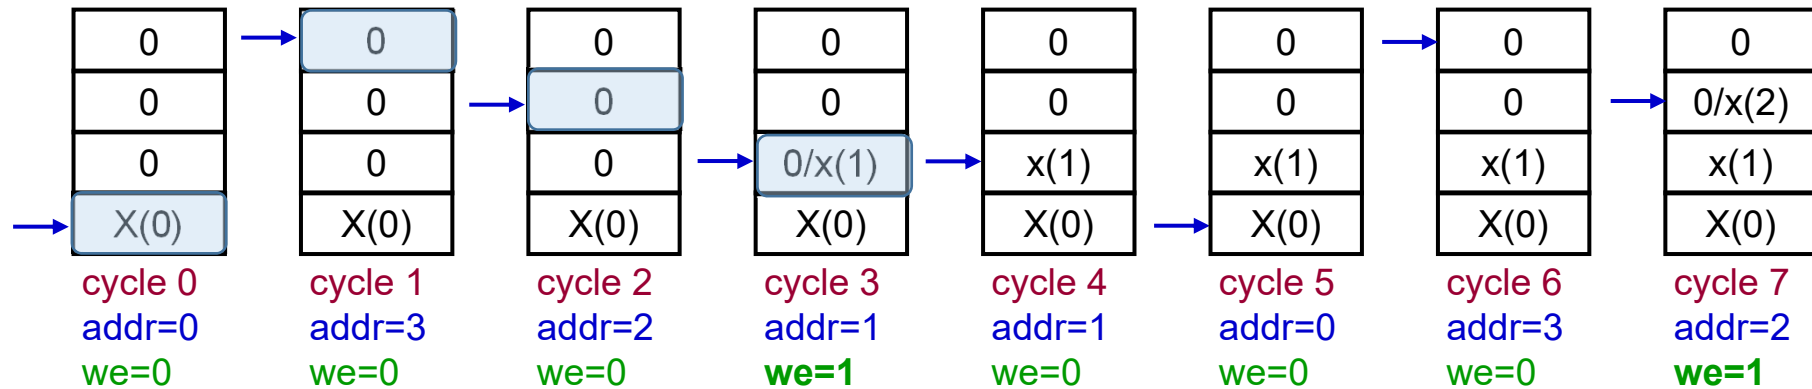 0 0 0 0 0 0 0 0
0 0 0 0 0 0 0 0/x(2)
0 0 0 0/x(1) x(1) x(1) x(1) x(1)
X(0) X(0) X(0) X(0) X(0) X(0) X(0) X(0)
cycle 0 cycle 1 cycle 2 cycle 3 cycle 4 cycle 5 cycle 6 cycle 7
addr=0 addr=3 addr=2 addr=1 addr=1 addr=0 addr=3 addr=2
we=0 we=0 we=0 we=1 we=0 we=0 we=0 we=1